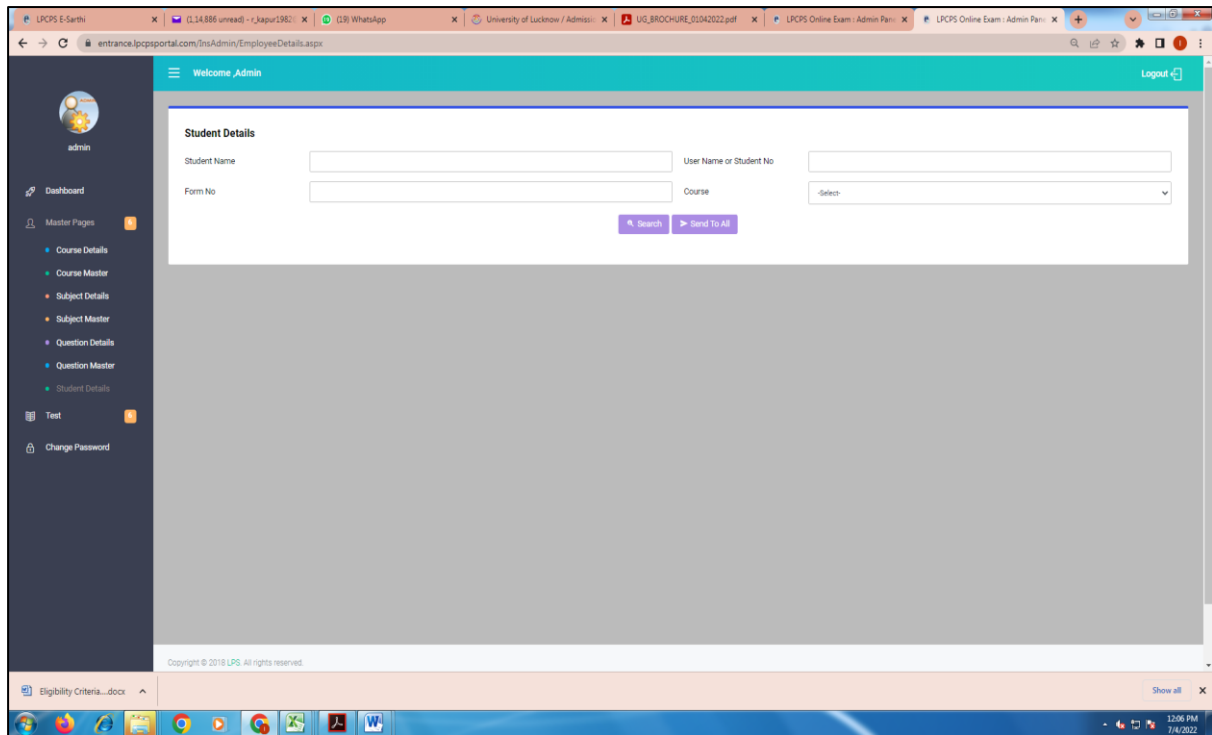 LPCPS E-Sarthi
(1,14,886 unread) - r_kapur1982
(19) WhatsApp
University of Lucknow / Admissio
UG_BROCHURE_01042022.pdf
LPCPS Online Exam : Admin Pane
LPCPS Online Exam : Admin Pane
entrance.lpcpsportal.com/InsAdmin/EmployeeDetails.aspx
Welcome ,Admin
Logout
admin
Dashboard
Master Pages
Course Details
Course Master
Subject Details
Subject Master
Question Details
Question Master
Student Details
Test
Change Password
Student Details
Student Name
User Name or Student No
Form No
Course
-Select-
Search
Send To All
Copyright © 2018 LPS. All rights reserved.
Eligibility Criteria....docx
Show all
12:06 PM
7/4/2022